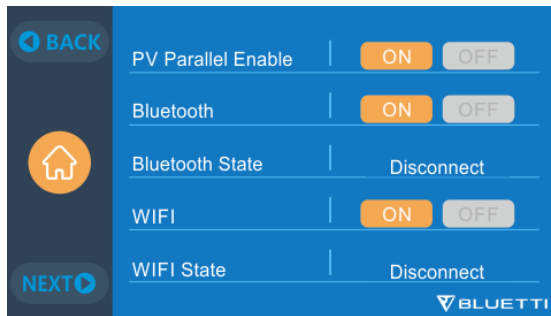 BACK
PV Parallel Enable ON OFF
Bluetooth ON OFF
Bluetooth State Disconnect
WIFI ON OFF
WIFI State Disconnect
NEXT
BLUETTI